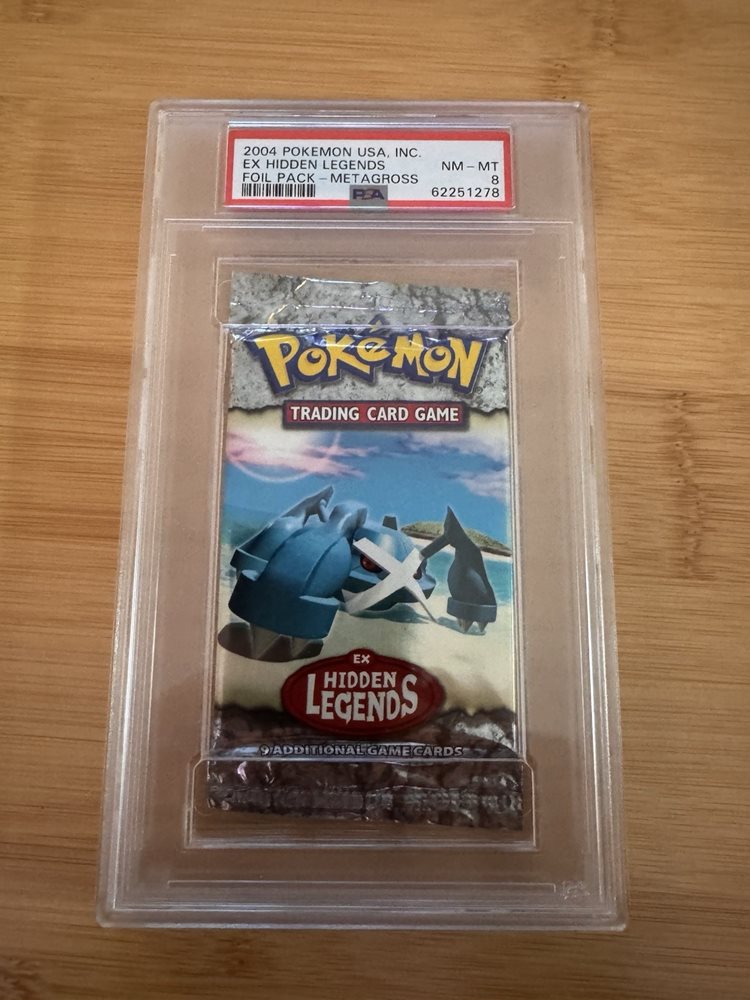 2004 POKEMON USA, INC.
EX HIDDEN LEGENDS NM - MT
FOIL PACK - METAGROSS 8
PSA 62251278
POKéMON
TRADING CARD GAME
EX
HIDDEN
LEGENDS
9 ADDITIONAL GAME CARDS